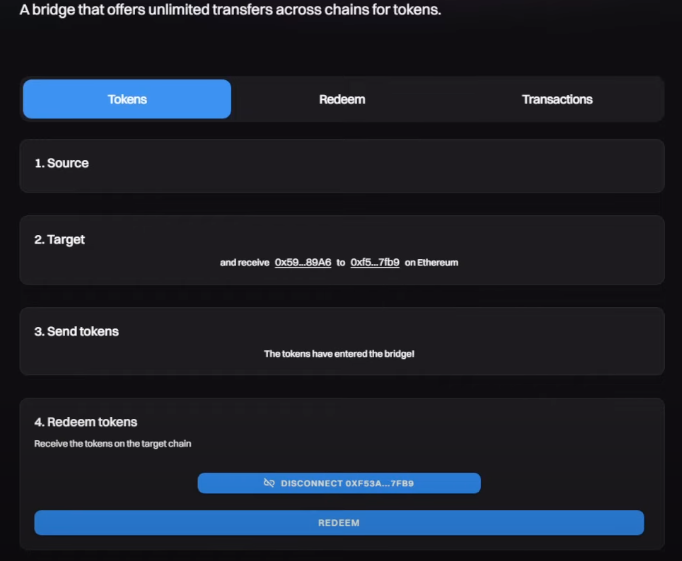 A bridge that offers unlimited transfers across chains for tokens.
Tokens
Redeem
Transactions
1. Source
2. Target
and receive 0x59...89A6 to 0xf5...7fb9 on Ethereum
3. Send tokens
The tokens have entered the bridge!
4. Redeem tokens
Receive the tokens on the target chain
DISCONNECT 0XF53A...7FB9
REDEEM